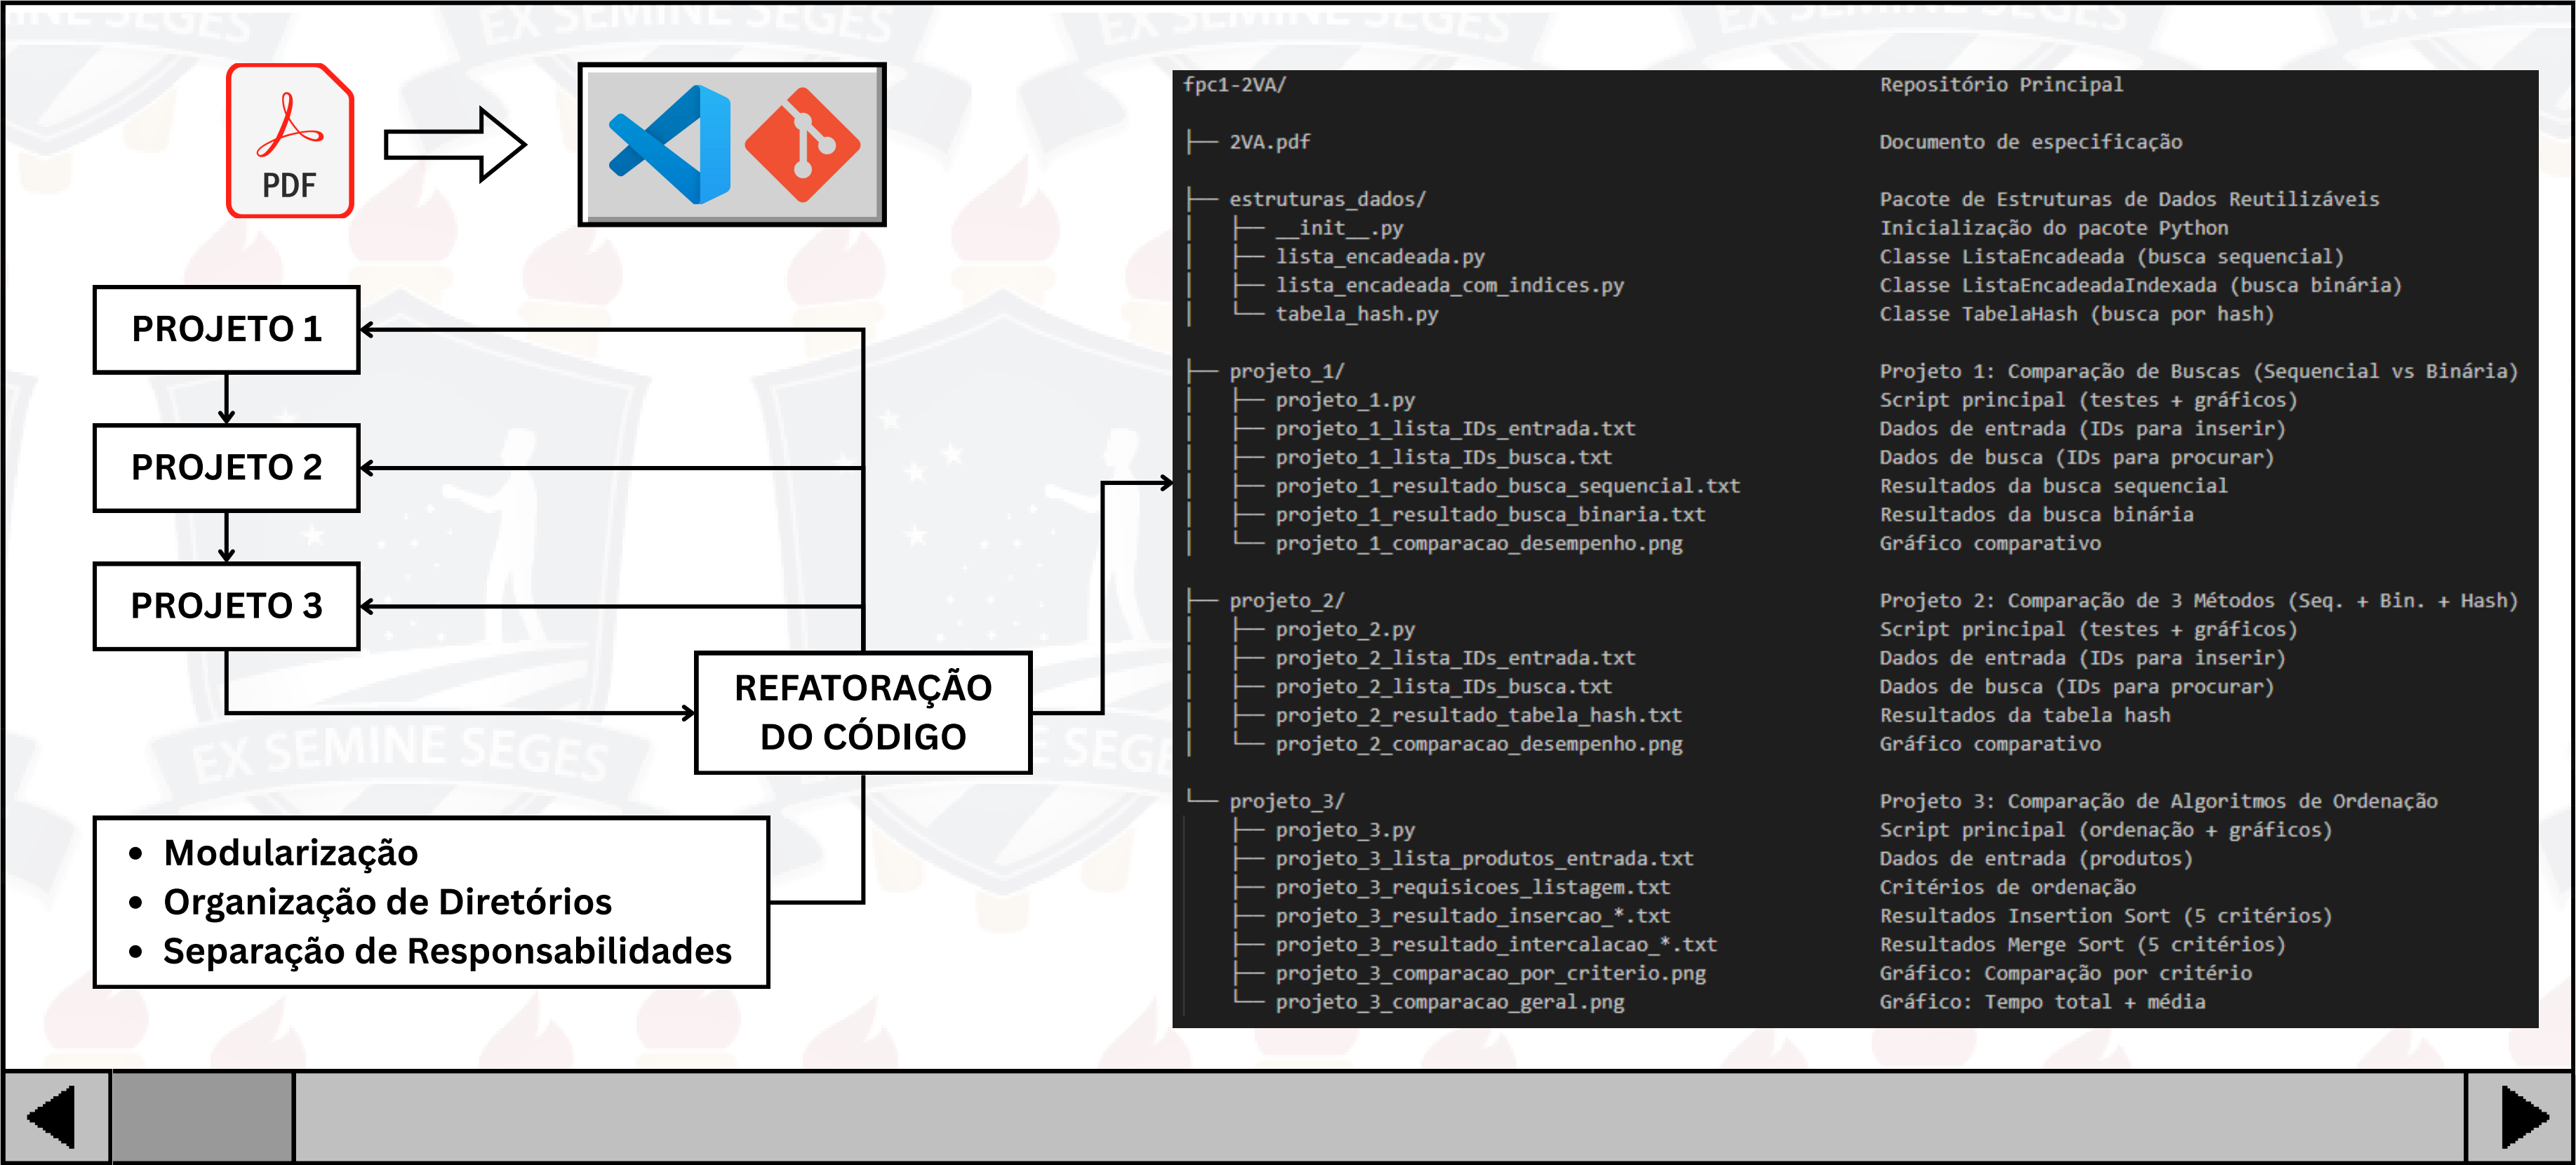 EX SEMINE SEGES
EX SEMINE SEGES
PDF
PROJETO 1
PROJETO 2
PROJETO 3
REFATORAÇÃO
DO CÓDIGO
EX SEMINE SEGES
• Modularização
• Organização de Diretórios
• Separação de Responsabilidades
fpc1-2VA/ Repositório Principal
├── 2VA.pdf Documento de especificação
├── estruturas_dados/ Pacote de Estruturas de Dados Reutilizáveis
│   ├── __init__.py Inicialização do pacote Python
│   ├── lista_encadeada.py Classe ListaEncadeada (busca sequencial)
│   ├── lista_encadeada_com_indices.py Classe ListaEncadeadaIndexada (busca binária)
│   └── tabela_hash.py Classe TabelaHash (busca por hash)
├── projeto_1/ Projeto 1: Comparação de Buscas (Sequencial vs Binária)
│   ├── projeto_1.py Script principal (testes + gráficos)
│   ├── projeto_1_lista_IDs_entrada.txt Dados de entrada (IDs para inserir)
│   ├── projeto_1_lista_IDs_busca.txt Dados de busca (IDs para procurar)
│   ├── projeto_1_resultado_busca_sequencial.txt Resultados da busca sequencial
│   ├── projeto_1_resultado_busca_binaria.txt Resultados da busca binária
│   └── projeto_1_comparacao_desempenho.png Gráfico comparativo
├── projeto_2/ Projeto 2: Comparação de 3 Métodos (Seq. + Bin. + Hash)
│   ├── projeto_2.py Script principal (testes + gráficos)
│   ├── projeto_2_lista_IDs_entrada.txt Dados de entrada (IDs para inserir)
│   ├── projeto_2_lista_IDs_busca.txt Dados de busca (IDs para procurar)
│   ├── projeto_2_resultado_tabela_hash.txt Resultados da tabela hash
│   └── projeto_2_comparacao_desempenho.png Gráfico comparativo
└── projeto_3/ Projeto 3: Comparação de Algoritmos de Ordenação
    ├── projeto_3.py Script principal (ordenação + gráficos)
    ├── projeto_3_lista_produtos_entrada.txt Dados de entrada (produtos)
    ├── projeto_3_requisicoes_listagem.txt Critérios de ordenação
    ├── projeto_3_resultado_insercao_*.txt Resultados Insertion Sort (5 critérios)
    ├── projeto_3_resultado_intercalacao_*.txt Resultados Merge Sort (5 critérios)
    ├── projeto_3_comparacao_por_criterio.png Gráfico: Comparação por critério
    └── projeto_3_comparacao_geral.png Gráfico: Tempo total + média